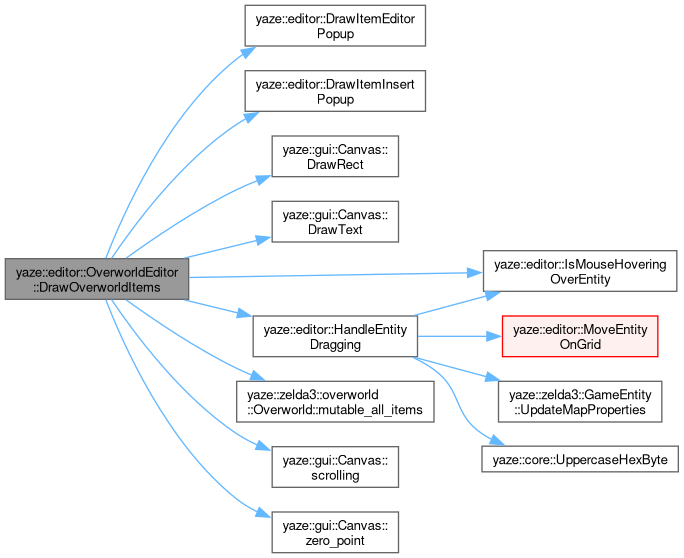 yaze::editor::DrawItemEditor
Popup
yaze::editor::DrawItemInsert
Popup
yaze::gui::Canvas::
DrawRect
yaze::gui::Canvas::
DrawText
yaze::editor::OverworldEditor
::DrawOverworldItems
yaze::editor::IsMouseHovering
OverEntity
yaze::editor::HandleEntity
Dragging
yaze::editor::MoveEntity
OnGrid
yaze::zelda3::overworld
::Overworld::mutable_all_items
yaze::zelda3::GameEntity
::UpdateMapProperties
yaze::gui::Canvas::
scrolling
yaze::core::UppercaseHexByte
yaze::gui::Canvas::
zero_point